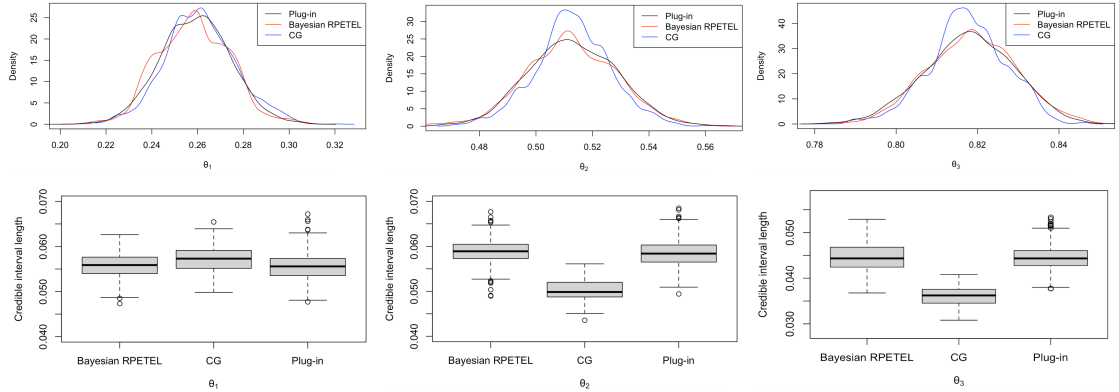 Density
0 5 10 15 20 25
Plug-in
Bayesian RPETEL
CG
0.20 0.22 0.24 0.26 0.28 0.30 0.32
θ1
Density
0 5 10 15 20 25 30
Plug-in
Bayesian RPETEL
CG
0.48 0.50 0.52 0.54 0.56
θ2
Density
0 10 20 30 40
Plug-in
Bayesian RPETEL
CG
0.78 0.80 0.82 0.84
θ3
Credible interval length
0.040 0.050 0.060 0.070
Bayesian RPETEL CG Plug-in
θ1
Credible interval length
0.040 0.050 0.060 0.070
Bayesian RPETEL CG Plug-in
θ2
Credible interval length
0.030 0.035 0.040 0.045 0.050
Bayesian RPETEL CG Plug-in
θ3